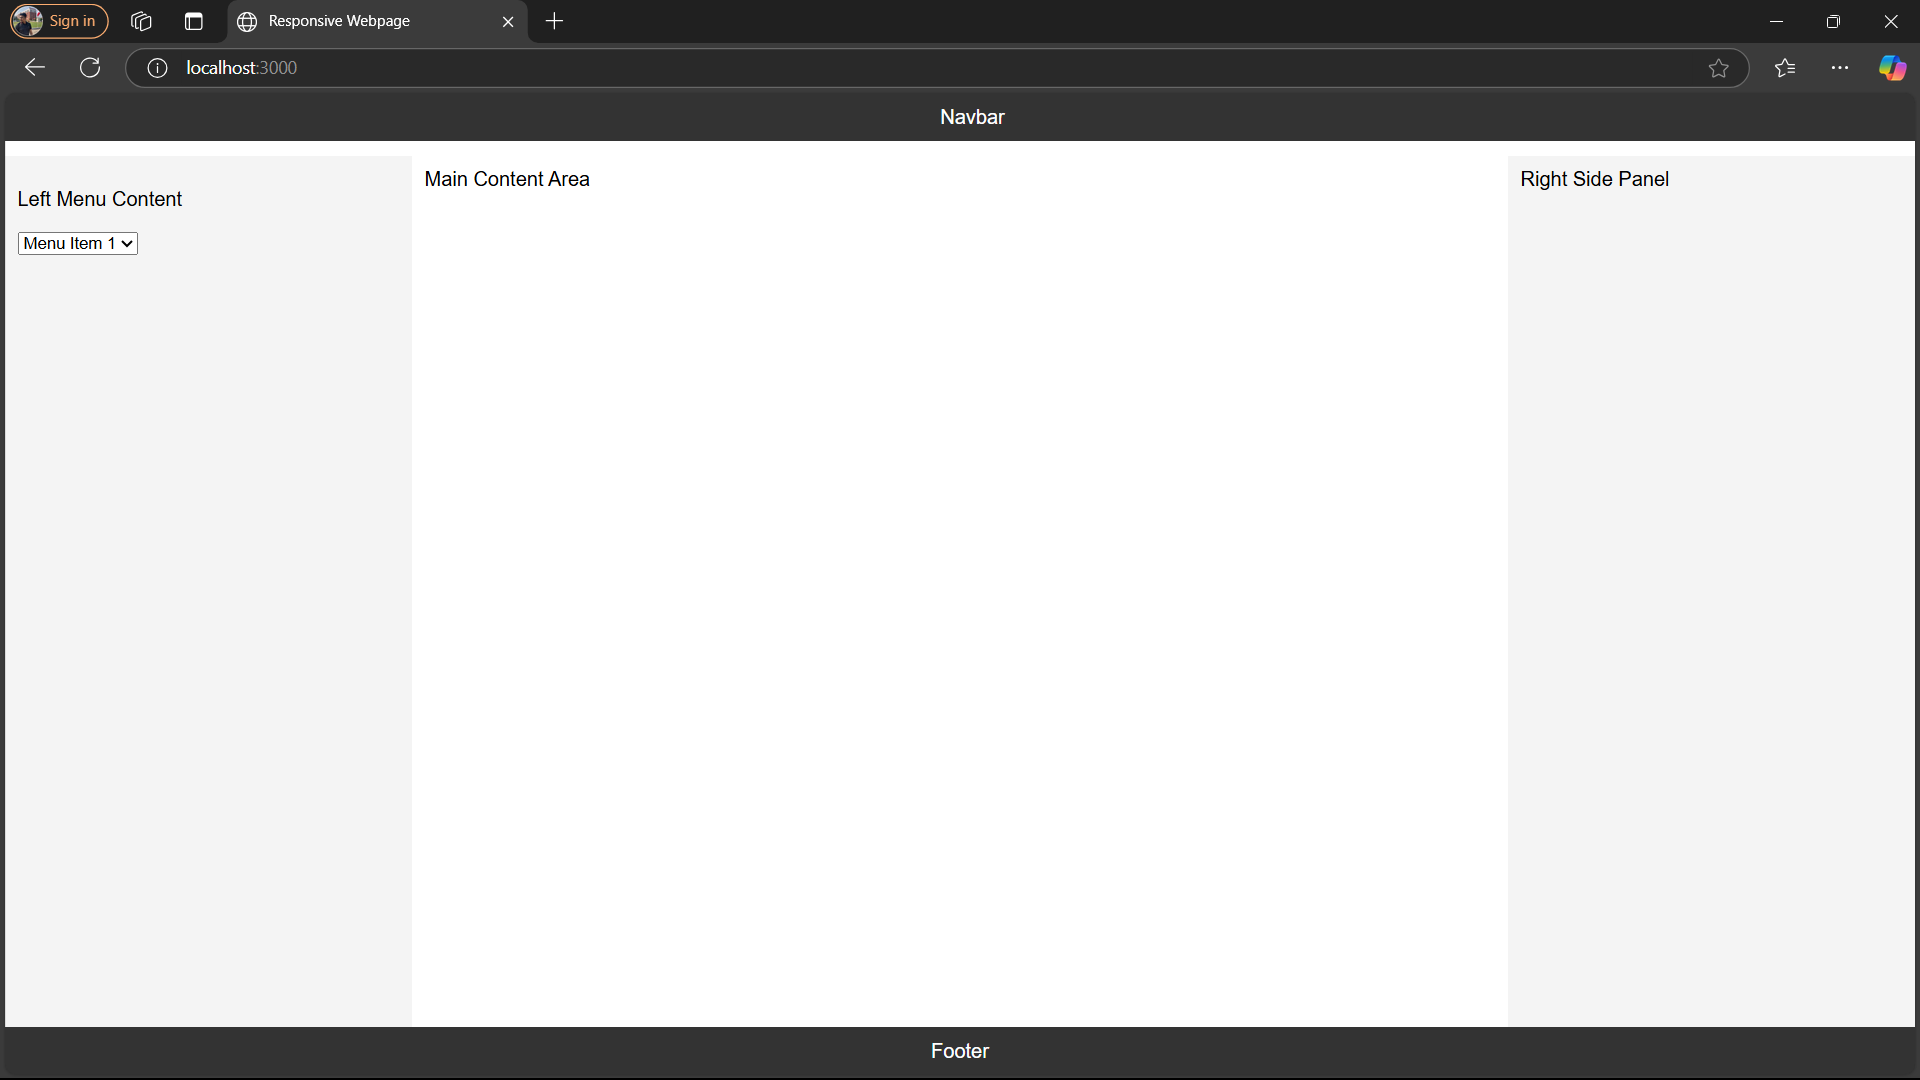 Sign in
Responsive Webpage
localhost:3000
Navbar
Left Menu Content
Menu Item 1
Main Content Area
Right Side Panel
Footer